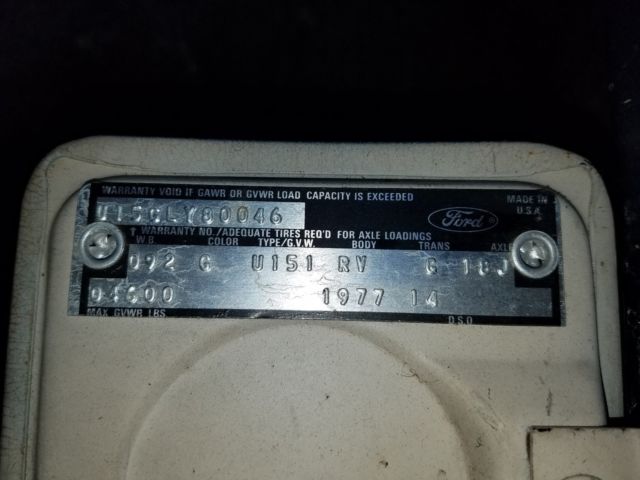 WARRANTY VOID IF GAWR OR GVWR LOAD CAPACITY IS EXCEEDED
MADE IN U.S.A.
U15GLY80046
Ford
† WARRANTY NO./ADEQUATE TIRES REQ'D FOR AXLE LOADINGS
W.B. COLOR TYPE/G.V.W. BODY TRANS AXLE
092 G U151 RV G
04600 1977 14
MAX GVWR LBS D.S.O.